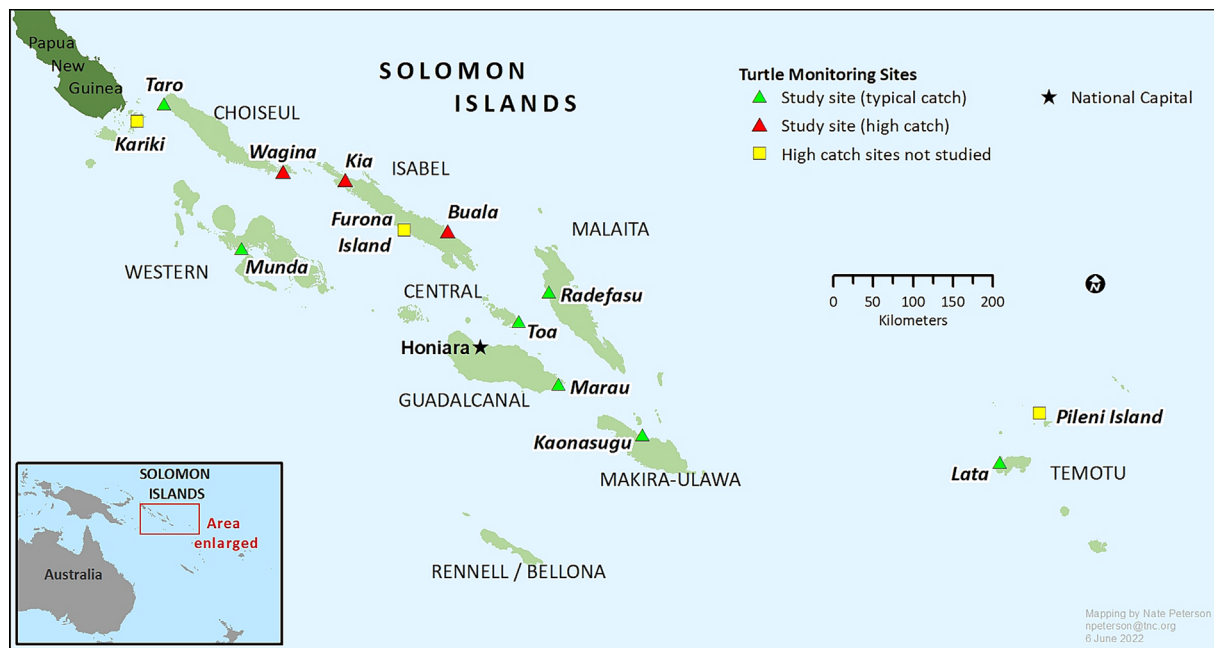 Papua
New
Guinea
Taro
CHOISEUL
Kariki
Wagina
Kia
ISABEL
Furona
Island
Buala
WESTERN
Munda
SOLOMON
ISLANDS
MALAITA
CENTRAL
Radefasu
Toa
Honiara
GUADALCANAL
Marau
Kaonasugu
MAKIRA-ULAWA
RENNELL / BELLONA
Turtle Monitoring Sites
Study site (typical catch)
Study site (high catch)
High catch sites not studied
National Capital
0 50 100 150 200
Kilometers
N
Pileni Island
Lata
TEMOTU
SOLOMON
ISLANDS
Area
enlarged
Australia
Mapping by Nate Peterson
npeterson@tnc.org
6 June 2022